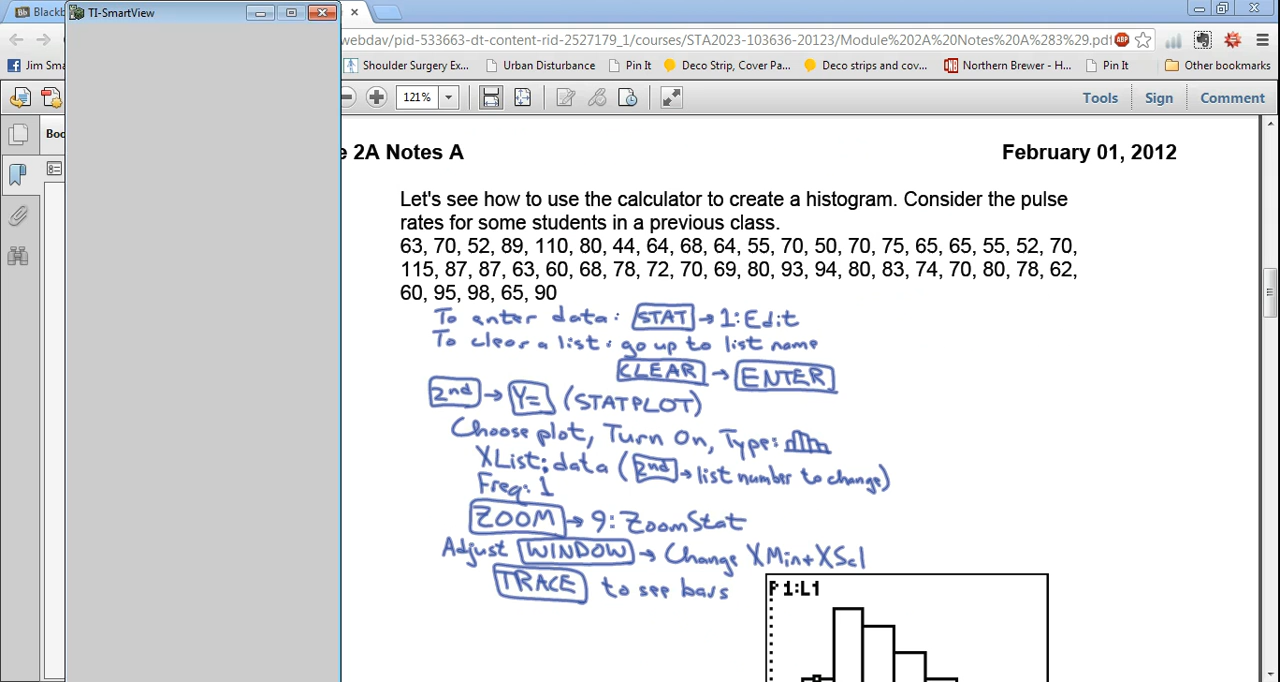 Blackb
TI-SmartView
webdav/pid-533663-dt-content-rid-2527179_1/courses/STA2023-103636-20123/Module%202A%20Notes%20A%283%29.pdf
ABP
Jim Sma
Shoulder Surgery Ex...
Urban Disturbance
Pin It
Deco Strip, Cover Pa...
Deco strips and cov...
Northern Brewer - H...
Pin It
Other bookmarks
121%
Tools
Sign
Comment
Boo
e 2A Notes A
February 01, 2012
Let's see how to use the calculator to create a histogram. Consider the pulse
rates for some students in a previous class.
63, 70, 52, 89, 110, 80, 44, 64, 68, 64, 55, 70, 50, 70, 75, 65, 65, 55, 52, 70,
115, 87, 87, 63, 60, 68, 78, 72, 70, 69, 80, 93, 94, 80, 83, 74, 70, 80, 78, 62,
60, 95, 98, 65, 90
To enter data: STAT → 1:Edit
To clear a list: go up to list name
CLEAR → ENTER
2nd → Y= (STATPLOT)
Choose plot, Turn On, Type:
XList: data (2nd → list number to change)
Freq: 1
ZOOM → 9: ZoomStat
Adjust WINDOW → Change XMin + XScl
TRACE to see bars
P1:L1